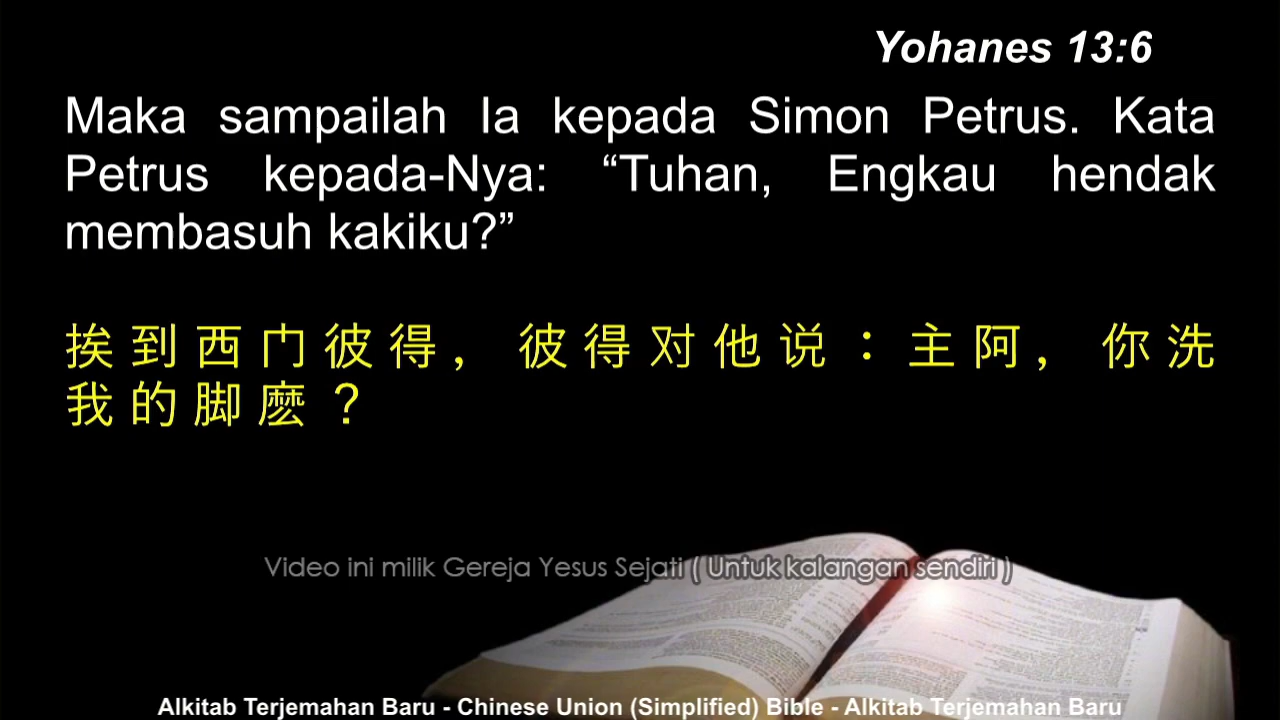 Yohanes 13:6
Maka sampailah Ia kepada Simon Petrus. Kata
Petrus kepada-Nya: “Tuhan, Engkau hendak
membasuh kakiku?”
挨到西门彼得，彼得对他说：主阿，你洗
我的脚麽？
Video ini milik Gereja Yesus Sejati ( Untuk kalangan sendiri )
Alkitab Terjemahan Baru - Chinese Union (Simplified) Bible - Alkitab Terjemahan Baru